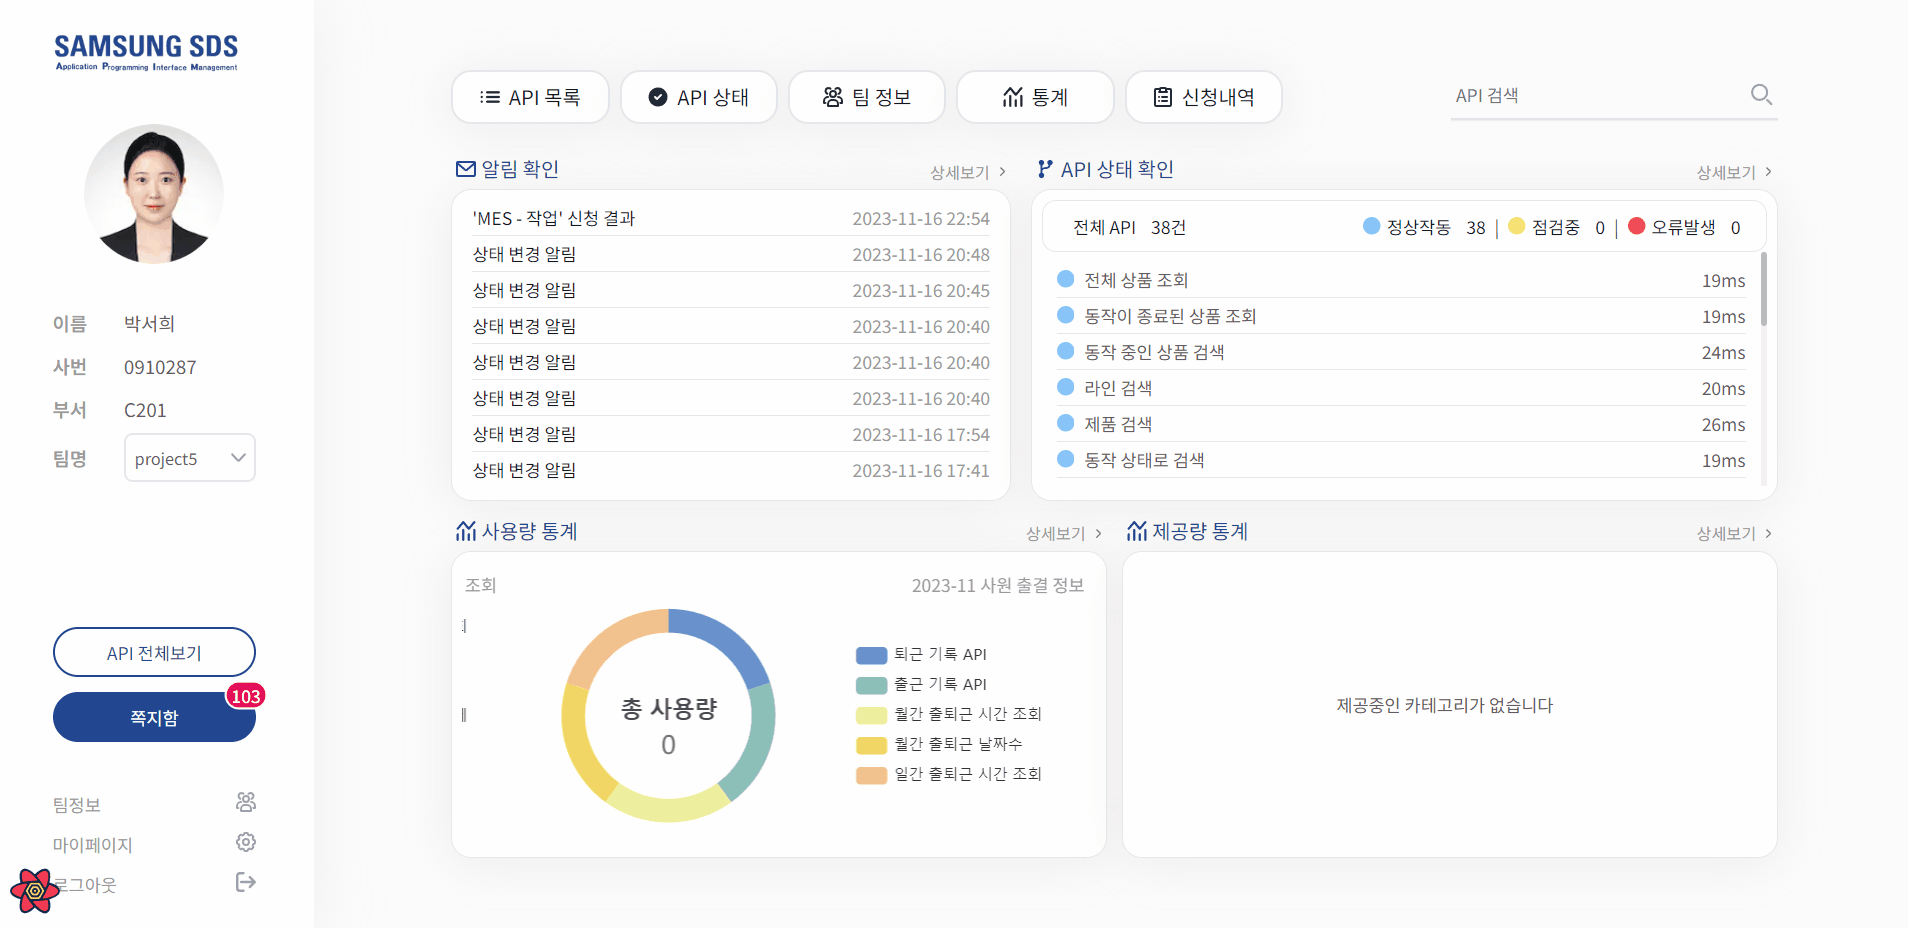 SAMSUNG SDS
Application Programming Interface Management
이름 박서희
사번 0910287
부서 C201
팀명 project5
API 전체보기
쪽지함
103
팀정보
마이페이지
로그아웃
API 목록
API 상태
팀 정보
통계
신청내역
API 검색
알림 확인
상세보기
'MES - 작업' 신청 결과 2023-11-16 22:54
상태 변경 알림 2023-11-16 20:48
상태 변경 알림 2023-11-16 20:45
상태 변경 알림 2023-11-16 20:40
상태 변경 알림 2023-11-16 20:40
상태 변경 알림 2023-11-16 20:40
상태 변경 알림 2023-11-16 17:54
상태 변경 알림 2023-11-16 17:41
API 상태 확인
상세보기
전체 API 38건 정상작동 38 | 점검중 0 | 오류발생 0
전체 상품 조회 19ms
동작이 종료된 상품 조회 19ms
동작 중인 상품 검색 24ms
라인 검색 20ms
제품 검색 26ms
동작 상태로 검색 19ms
사용량 통계
상세보기
조회
2023-11 사원 출결 정보
총 사용량
0
퇴근 기록 API
출근 기록 API
월간 출퇴근 시간 조회
월간 출퇴근 날짜수
일간 출퇴근 시간 조회
제공량 통계
상세보기
제공중인 카테고리가 없습니다